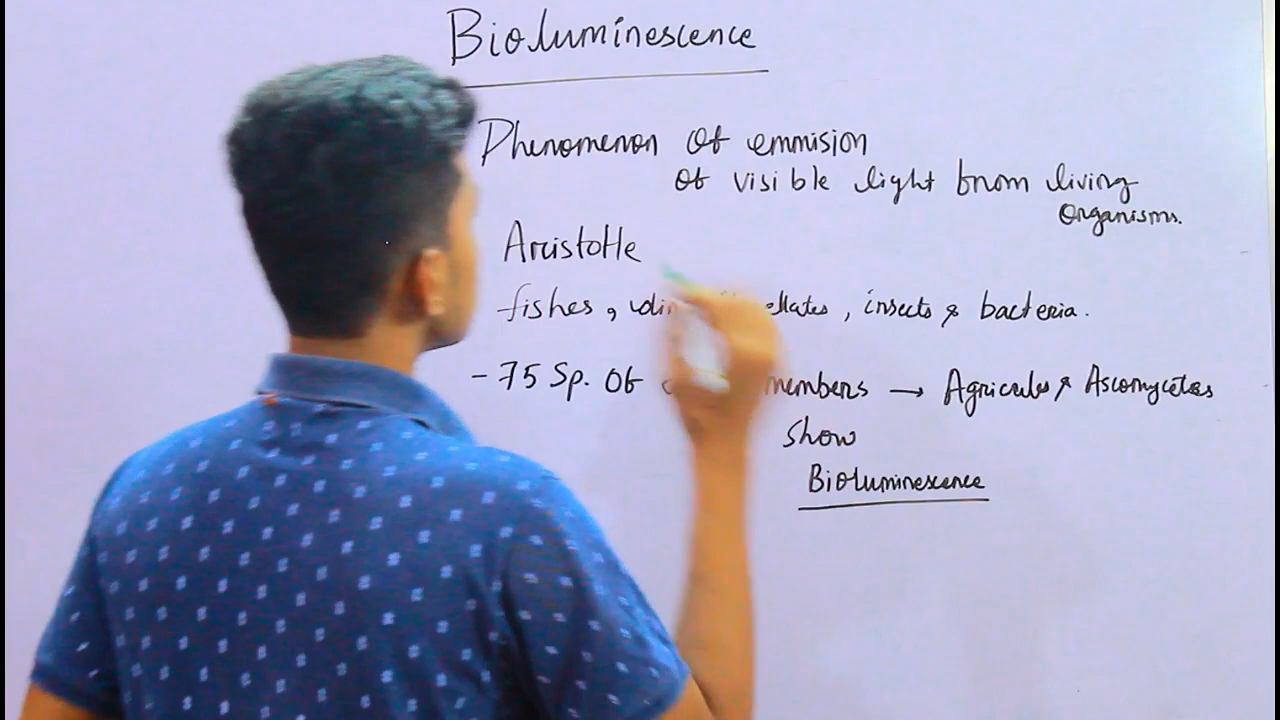 Bioluminescence
Phenomenon of emmision
of visible light from living
organisms.
Aristotle
fishes, insects & bacteria.
- 75 Sp. of members → Agricales & Ascomycetes
show
Bioluminescence